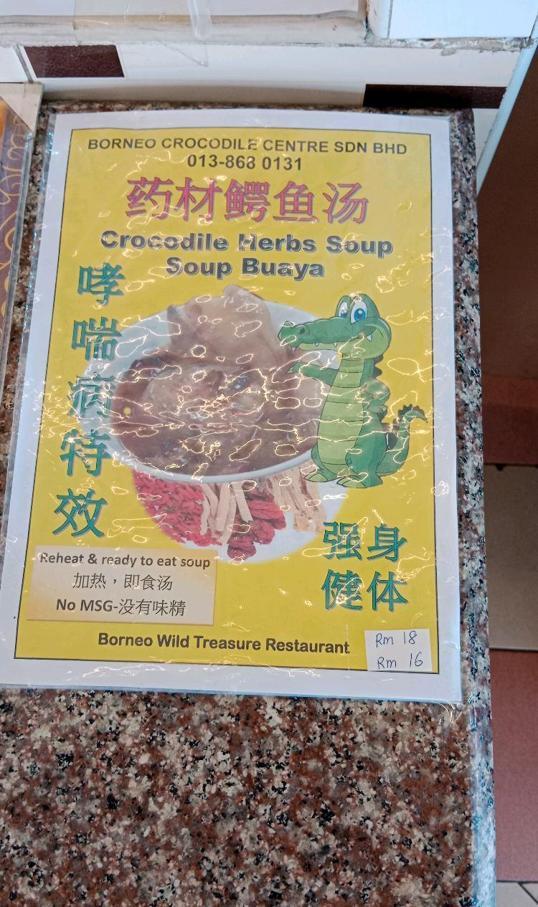 BORNEO CROCODILE CENTRE SDN BHD
013-868 0131
药材鳄鱼汤
Crocodile Herbs Soup
Soup Buaya
哮喘病特效
强身
健体
Reheat & ready to eat soup
加热，即食汤
No MSG-没有味精
Borneo Wild Treasure Restaurant
Rm 18
Rm 16